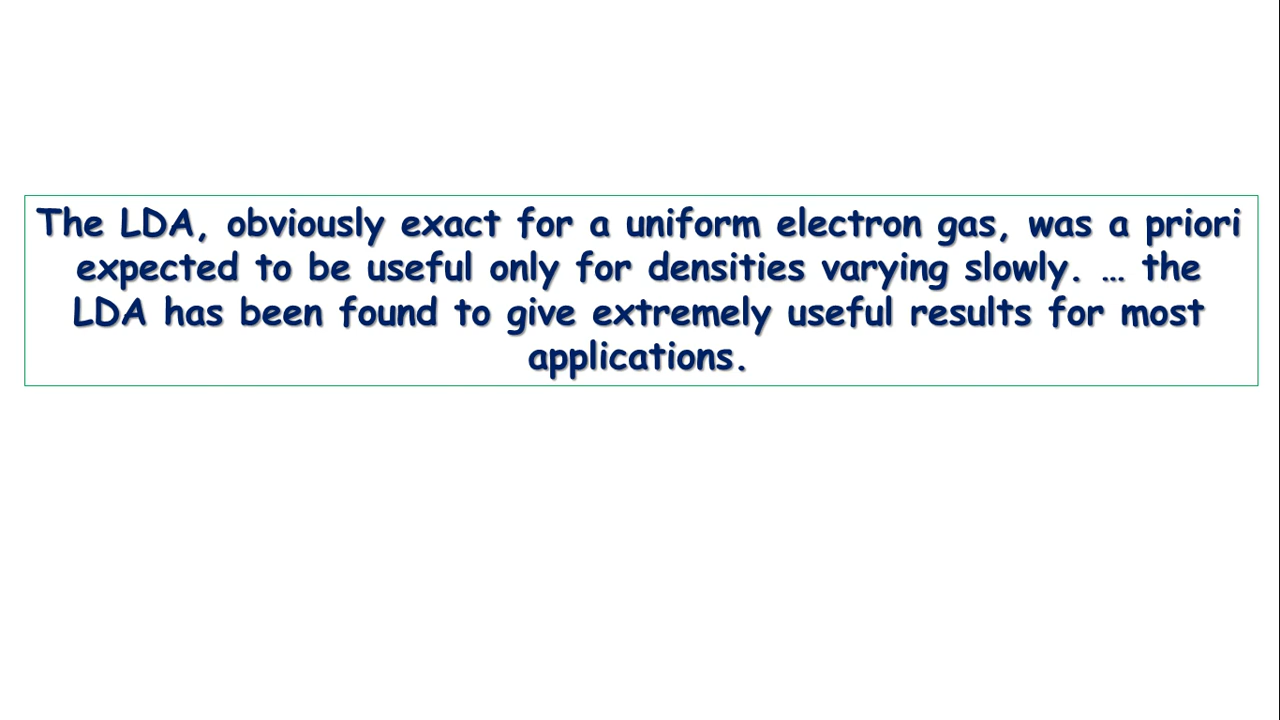 The LDA, obviously exact for a uniform electron gas, was a priori
expected to be useful only for densities varying slowly. … the
LDA has been found to give extremely useful results for most
applications.